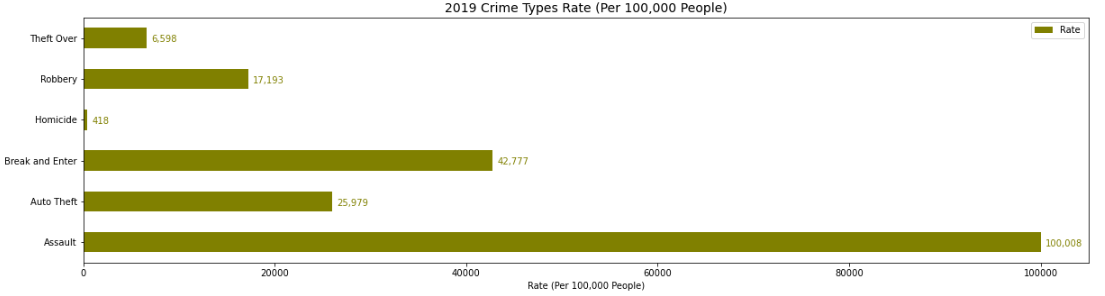 2019 Crime Types Rate (Per 100,000 People)
Rate
Theft Over
6,598
Robbery
17,193
Homicide
418
Break and Enter
42,777
Auto Theft
25,979
Assault
100,008
0 20000 40000 60000 80000 100000
Rate (Per 100,000 People)